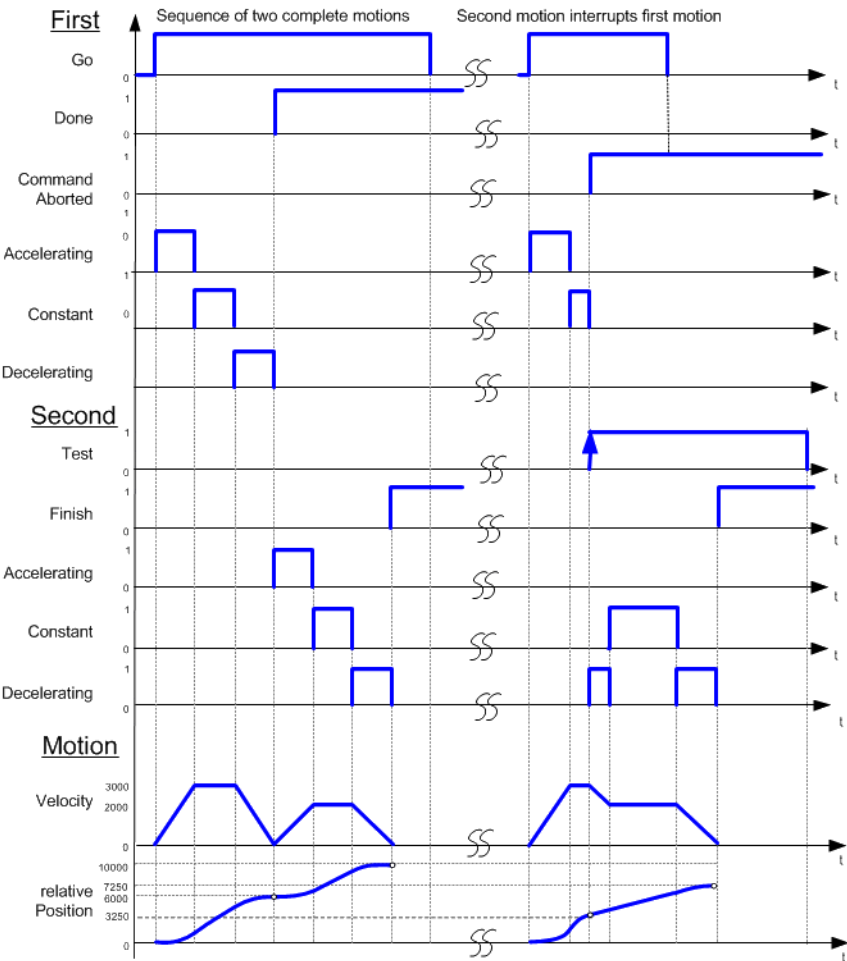 First
Sequence of two complete motions
Second motion interrupts first motion
Go
0
t
1
Done
0
t
1
Command
Aborted
0
t
1
0
Accelerating
t
1
Constant
0
t
Decelerating
t
Second
1
Test
0
t
1
Finish
0
t
1
Accelerating
0
t
1
Constant
0
t
1
Decelerating
0
t
Motion
3000
Velocity
2000
0
t
10000
7250
relative
6000
Position
3250
0
t